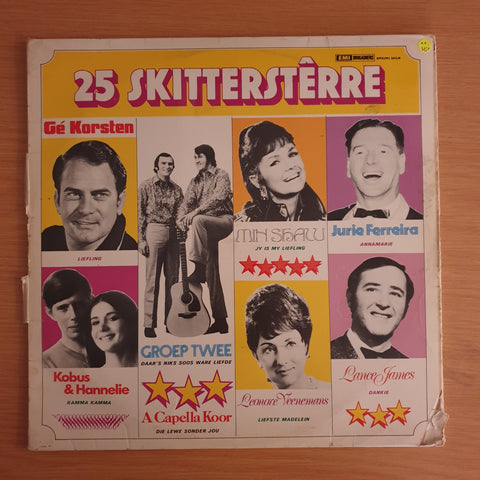 EMI BRIGADIERS
25 SKITTERSTÊRRE
Gé Korsten
LIEFLING
GROEP TWEE
DAAR'S NIKS SOOS WARE LIEFDE
MIN SHAW
JY IS MY LIEFLING
Jurie Ferreira
ANNAMARIE
Kobus
& Hannelie
KAMMA KAMMA
A Capella Koor
DIE LEWE SONDER JOU
Leonore Veenemans
LIEFSTE MADELEIN
Lance James
DANKIE